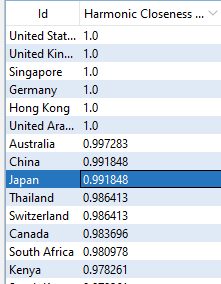 Id Harmonic Closeness ...
United Stat... 1.0
United Kin... 1.0
Singapore 1.0
Germany 1.0
Hong Kong 1.0
United Ara... 1.0
Australia 0.997283
China 0.991848
Japan 0.991848
Thailand 0.986413
Switzerland 0.986413
Canada 0.983696
South Africa 0.980978
Kenya 0.978261